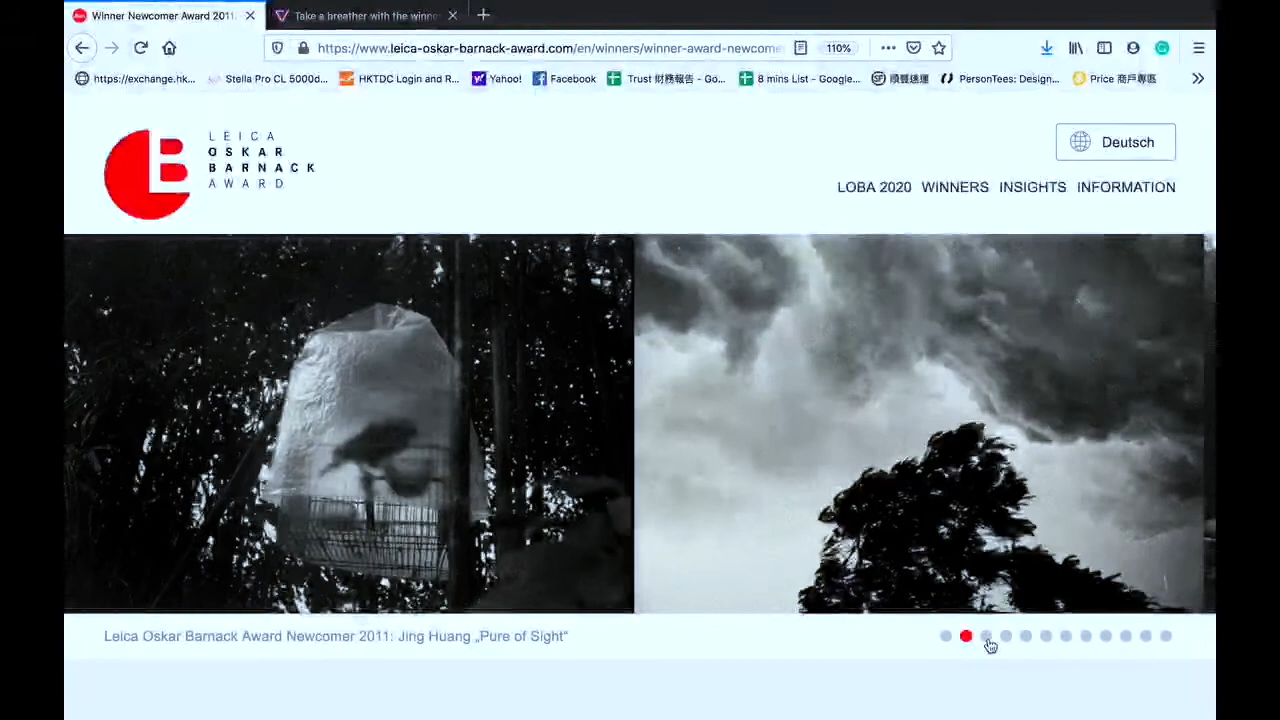 Winner Newcomer Award 2011:
Take a breather with the winne
https://www.leica-oskar-barnack-award.com/en/winners/winner-award-newcome
110%
https://exchange.hk...
Stella Pro CL 5000d...
HKTDC Login and R...
Yahoo!
Facebook
Trust 財務報告 - Go...
8 mins List - Google...
順豐速運
PersonTees: Design...
Price 商戶專區
LEICA
OSKAR
BARNACK
AWARD
Deutsch
LOBA 2020 WINNERS INSIGHTS INFORMATION
Leica Oskar Barnack Award Newcomer 2011: Jing Huang „Pure of Sight“